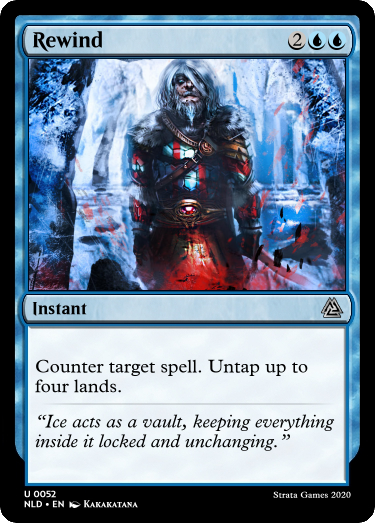 Rewind 2
Instant
Counter target spell. Untap up to
four lands.
“Ice acts as a vault, keeping everything
inside it locked and unchanging.”
U 0052
NLD • EN Kakakatana
Strata Games 2020